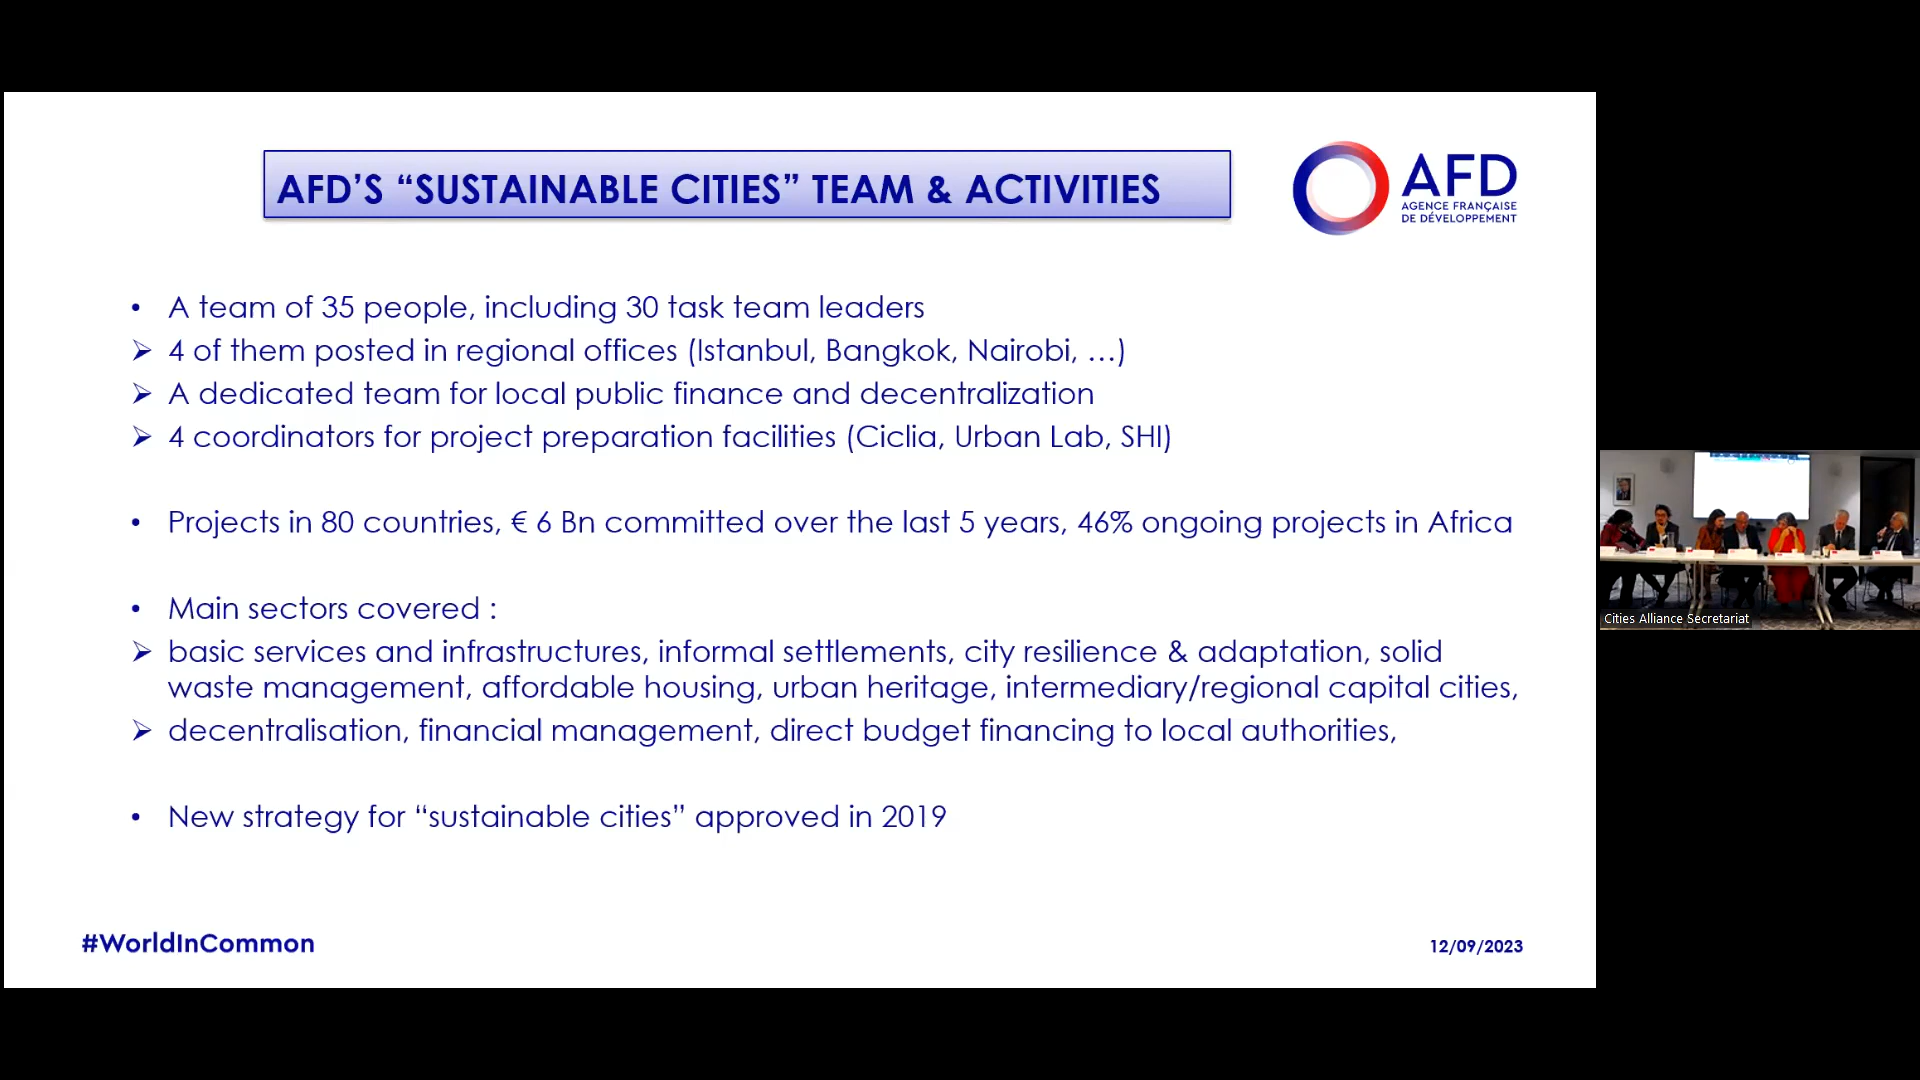 AFD'S “SUSTAINABLE CITIES” TEAM & ACTIVITIES
AFD
AGENCE FRANÇAISE
DE DÉVELOPPEMENT
• A team of 35 people, including 30 task team leaders
➢ 4 of them posted in regional offices (Istanbul, Bangkok, Nairobi, …)
➢ A dedicated team for local public finance and decentralization
➢ 4 coordinators for project preparation facilities (Ciclia, Urban Lab, SHI)
• Projects in 80 countries, € 6 Bn committed over the last 5 years, 46% ongoing projects in Africa
• Main sectors covered :
➢ basic services and infrastructures, informal settlements, city resilience & adaptation, solid
waste management, affordable housing, urban heritage, intermediary/regional capital cities,
➢ decentralisation, financial management, direct budget financing to local authorities,
• New strategy for “sustainable cities” approved in 2019
#WorldInCommon
12/09/2023
Cities Alliance Secretariat